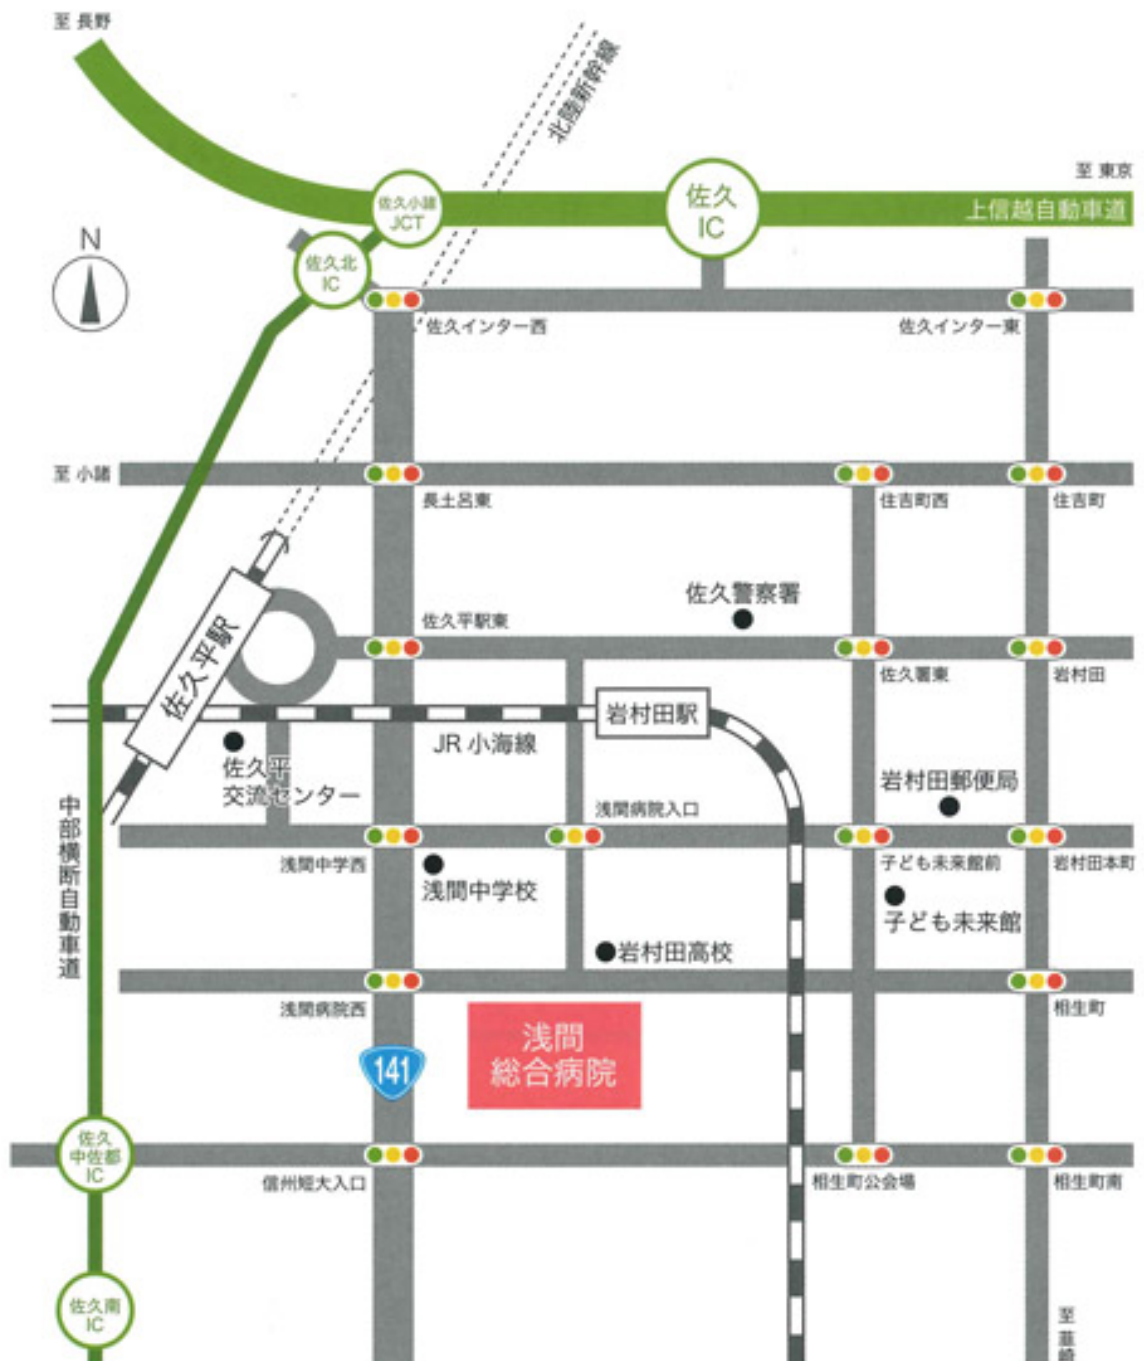 至 長野
北陸新幹線
至 東京
佐久小諸
JCT
佐久
IC
上信越自動車道
N
佐久北
IC
佐久インター西
佐久インター東
至 小諸
長土呂東
住吉町西
住吉町
佐久警察署
佐久平駅東
佐久署東
岩村田
佐久平駅
岩村田駅
JR 小海線
佐久平
交流センター
岩村田郵便局
浅間病院入口
中部横断自動車道
浅間中学西
浅間中学校
子ども未来館前
岩村田本町
子ども未来館
岩村田高校
浅間病院西
相生町
浅間
総合病院
141
佐久
中佐都
IC
信州短大入口
相生町公会場
相生町南
佐久南
IC
至 韮崎